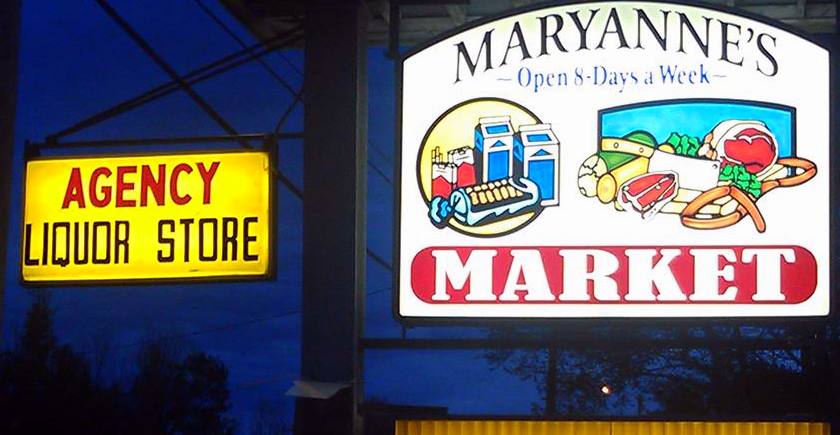 AGENCY
LIQUOR STORE
MARYANNE'S
~Open 8-Days a Week~
MARKET